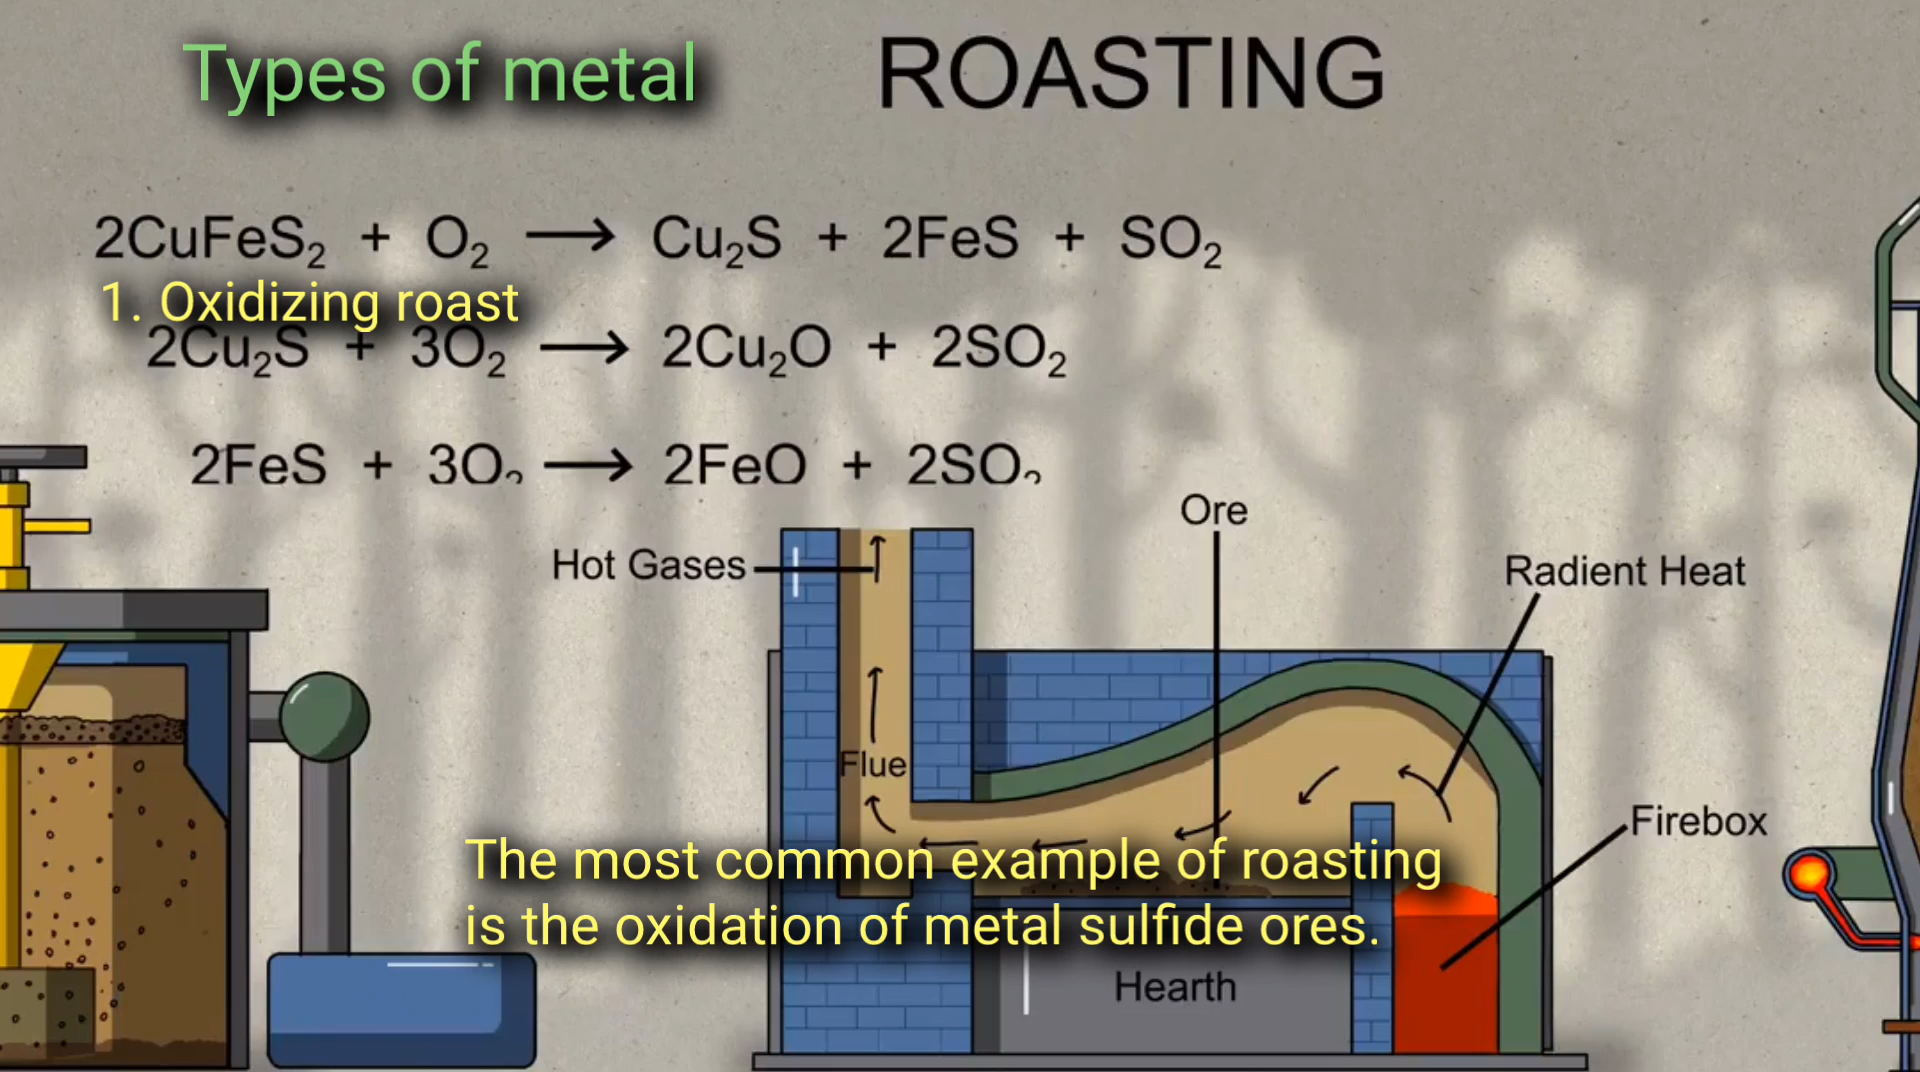 Types of metal
ROASTING
2CuFeS₂ + O₂ → Cu₂S + 2FeS + SO₂
1. Oxidizing roast
2Cu₂S + 3O₂ → 2Cu₂O + 2SO₂
2FeS + 3O₂ → 2FeO + 2SO₂
Ore
Hot Gases
Radient Heat
Flue
Firebox
The most common example of roasting
is the oxidation of metal sulfide ores.
Hearth